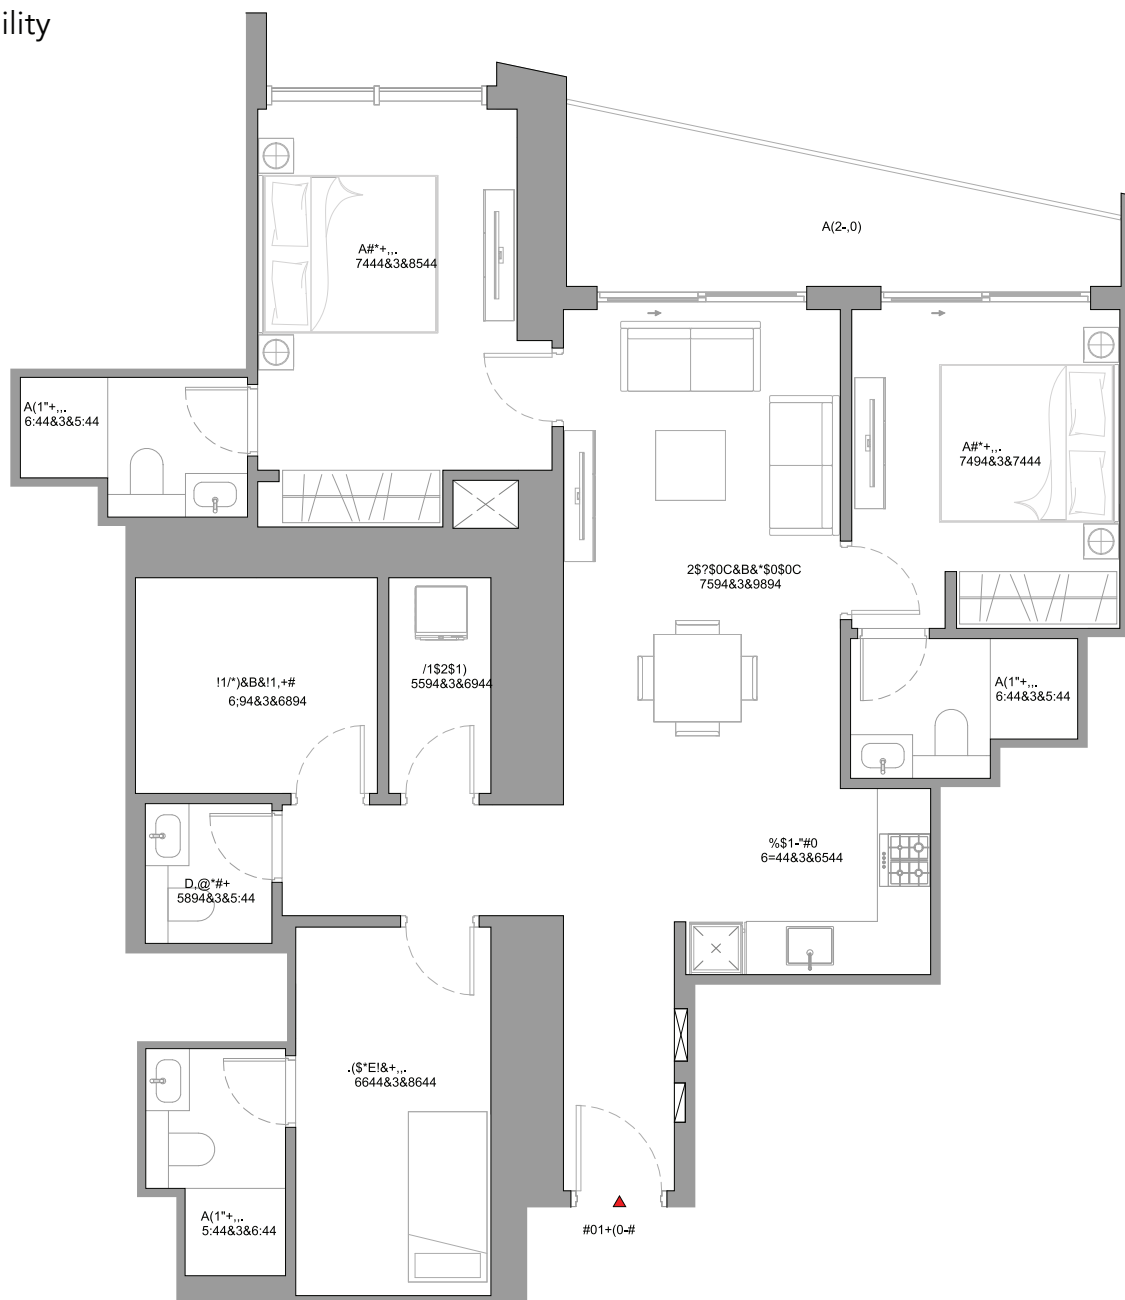 ility
A(2-,0)
A#*+,,.
7444&3&8544
A(1"+,,.
6:44&3&5:44
A#*+,,.
7494&3&7444
2$?$0C&B&*$0$0C
7594&3&9894
/1$2$1)
5594&3&6944
!1/*)&B&!1,+#
6;94&3&6894
A(1"+,,.
6:44&3&5:44
%$1-"#0
6=44&3&6544
D,@*#+
5894&3&5:44
.($*E!&+,,.
6644&3&8644
A(1"+,,.
5:44&3&6:44
#01+(0-#